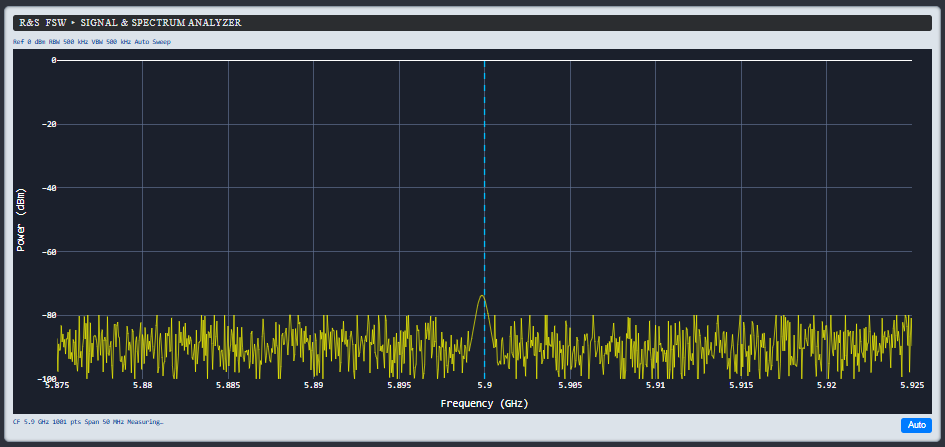 R&S FSW ▸ SIGNAL & SPECTRUM ANALYZER
Ref 0 dBm RBW 500 kHz VBW 500 kHz Auto Sweep
0
−20
−40
−60
−80
−100
Power (dBm)
5.875 5.88 5.885 5.89 5.895 5.9 5.905 5.91 5.915 5.92 5.925
Frequency (GHz)
CF 5.9 GHz 1001 pts Span 50 MHz Measuring…
Auto